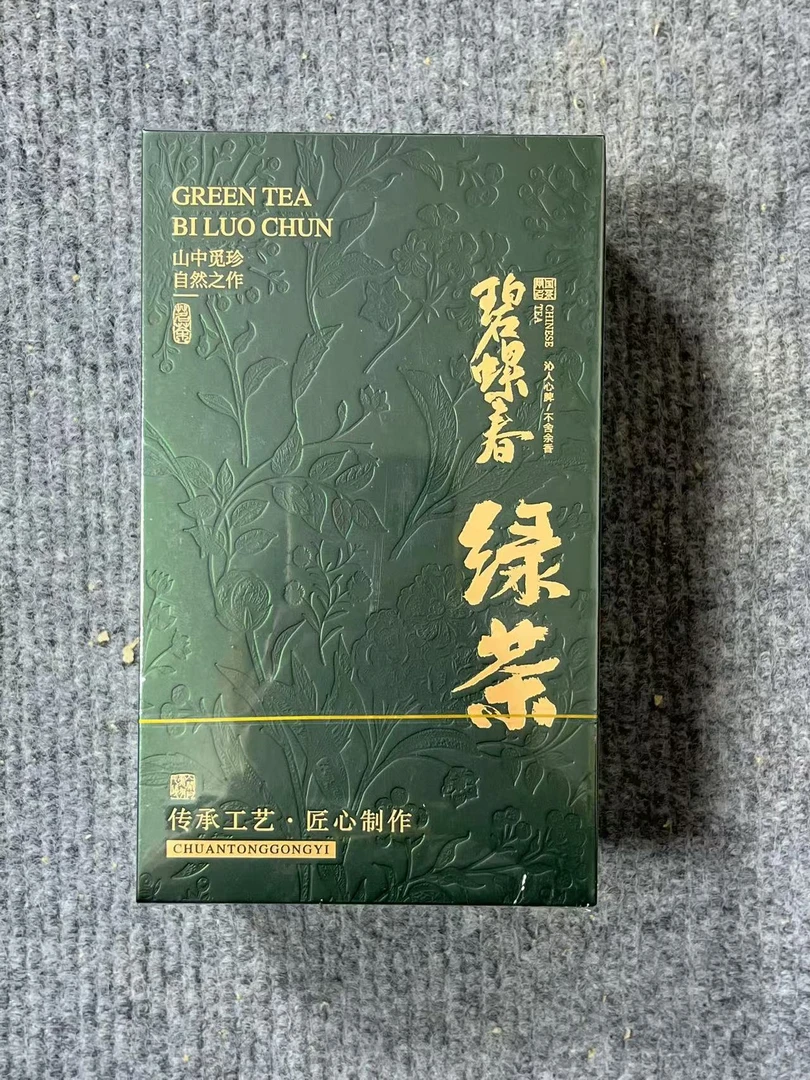 GREEN TEA
BI LUO CHUN
山中觅珍
自然之作
碧螺春
CHINESE
TEA
沁人心脾/不舍余香
绿茶
传承工艺·匠心制作
CHUANTONGGONGYI